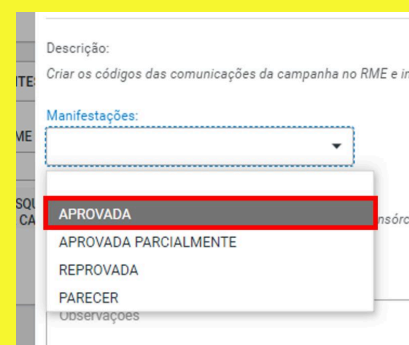 Descrição:
Criar os códigos das comunicações da campanha no RME e
Manifestações:
APROVADA
APROVADA PARCIALMENTE
REPROVADA
PARECER
Observações